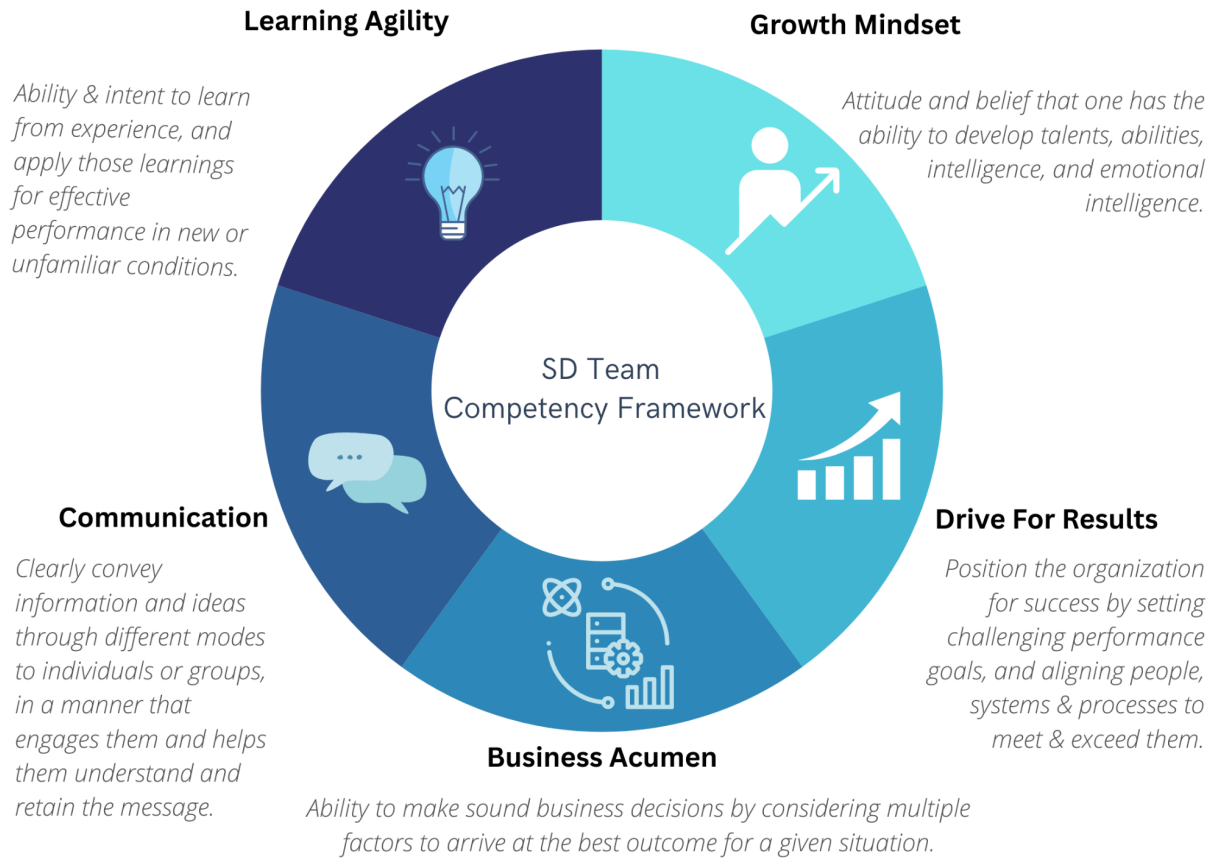 Learning Agility
Ability & intent to learn
from experience, and
apply those learnings
for effective
performance in new or
unfamiliar conditions.
Growth Mindset
Attitude and belief that one has the
ability to develop talents, abilities,
intelligence, and emotional
intelligence.
SD Team
Competency Framework
Communication
Clearly convey
information and ideas
through different modes
to individuals or groups,
in a manner that
engages them and helps
them understand and
retain the message.
Drive For Results
Position the organization
for success by setting
challenging performance
goals, and aligning people,
systems & processes to
meet & exceed them.
Business Acumen
Ability to make sound business decisions by considering multiple
factors to arrive at the best outcome for a given situation.